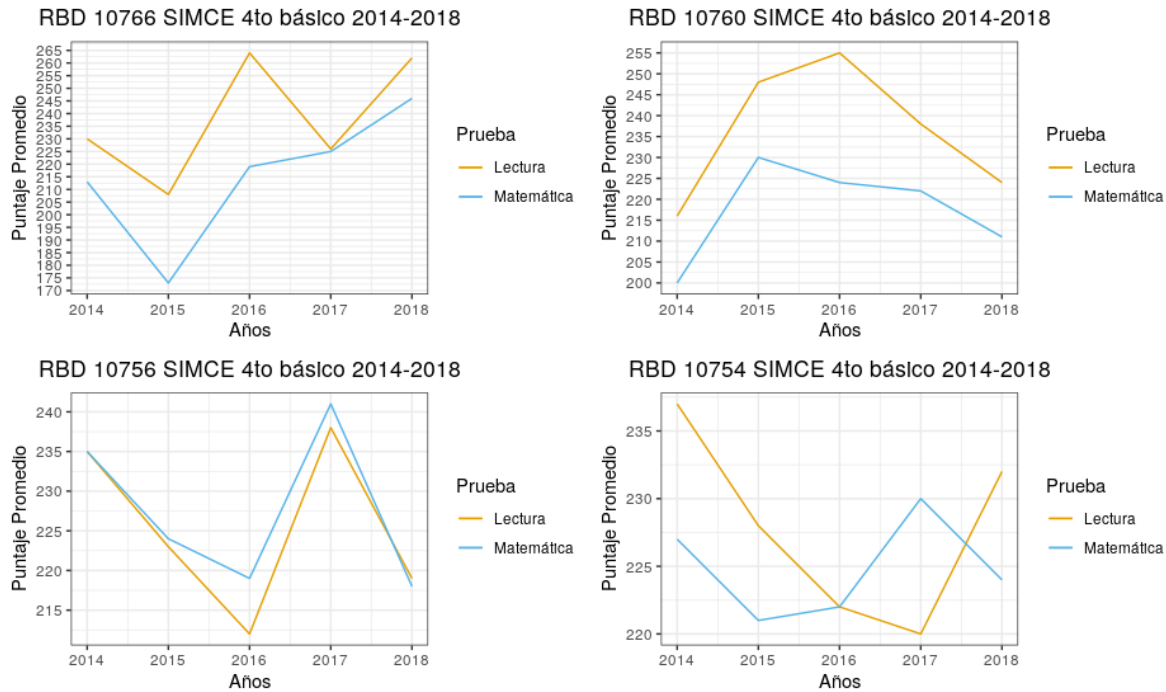 RBD 10766 SIMCE 4to básico 2014-2018
265
260
255
250
245
240
235
230
225
220
215
210
205
200
195
190
185
180
175
170
Puntaje Promedio
2014 2015 2016 2017 2018
Años
Prueba
Lectura
Matemática
RBD 10760 SIMCE 4to básico 2014-2018
255
250
245
240
235
230
225
220
215
210
205
200
Puntaje Promedio
2014 2015 2016 2017 2018
Años
Prueba
Lectura
Matemática
RBD 10756 SIMCE 4to básico 2014-2018
240
235
230
225
220
215
Puntaje Promedio
2014 2015 2016 2017 2018
Años
Prueba
Lectura
Matemática
RBD 10754 SIMCE 4to básico 2014-2018
235
230
225
220
Puntaje Promedio
2014 2015 2016 2017 2018
Años
Prueba
Lectura
Matemática